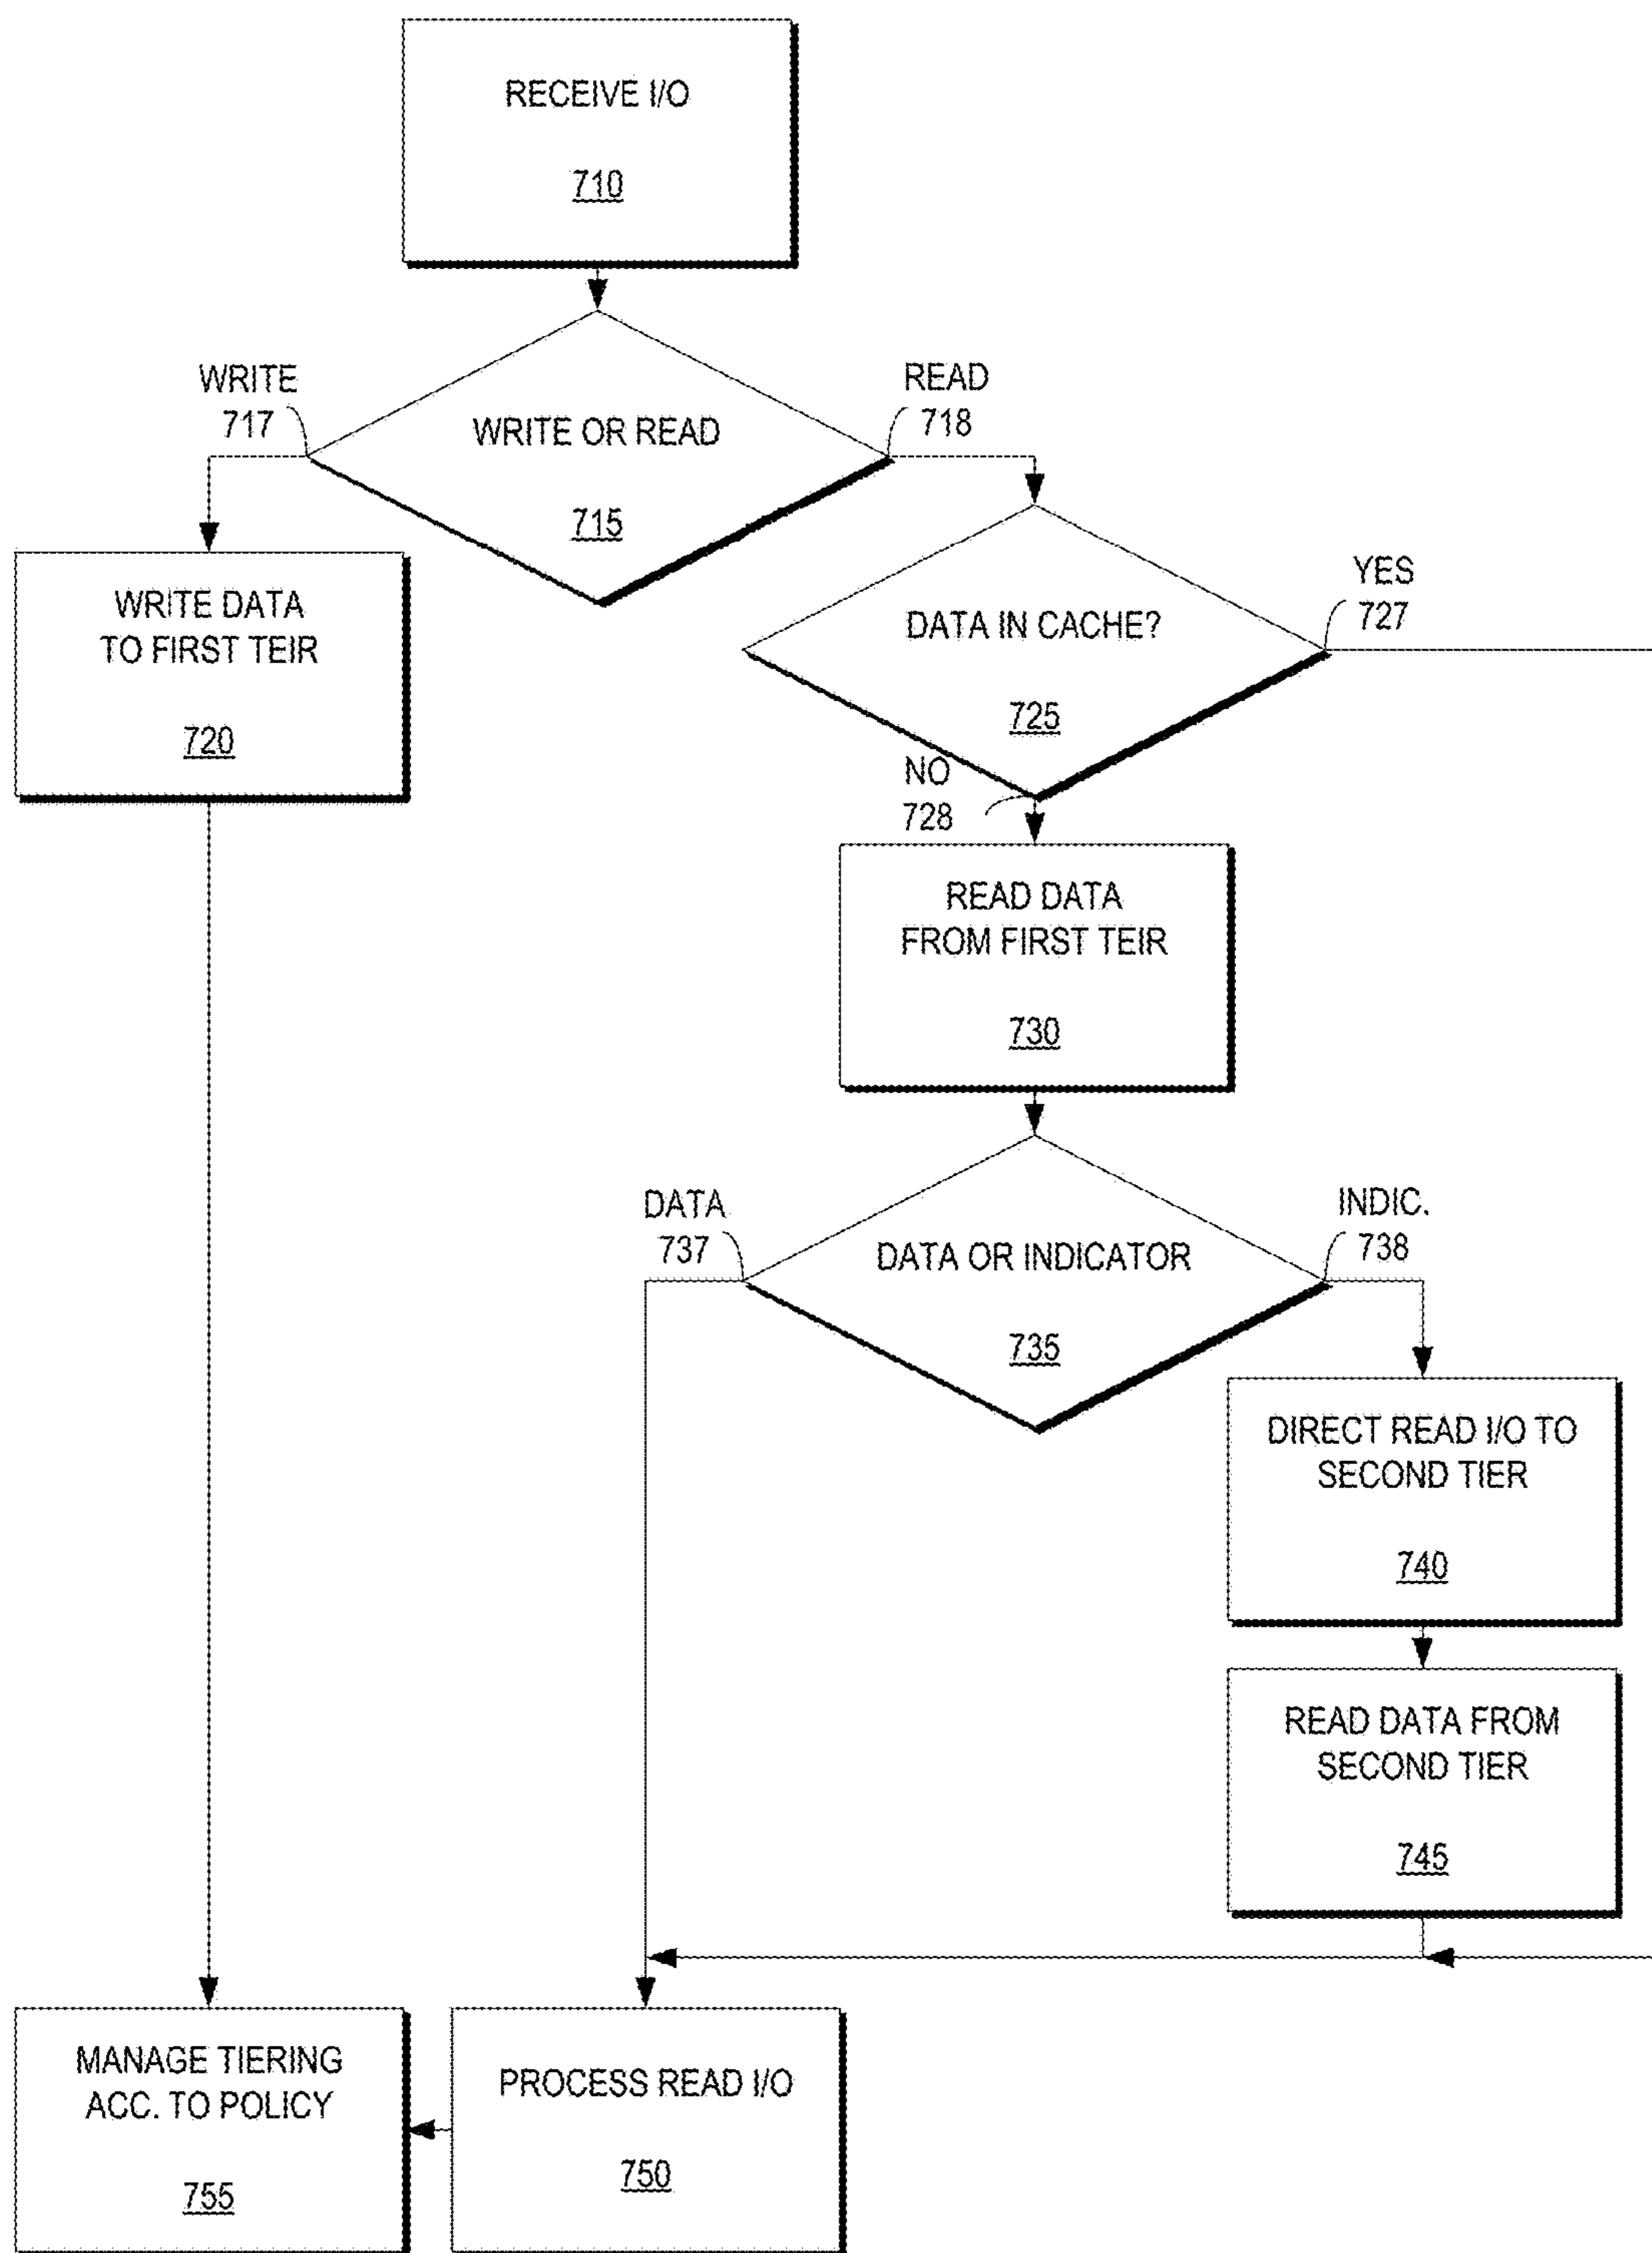 RECEIVE I/O
710
WRITE
717
WRITE OR READ
715
READ
718
WRITE DATA
TO FIRST TEIR
720
DATA IN CACHE?
725
YES
727
NO
728
READ DATA
FROM FIRST TEIR
730
DATA
737
DATA OR INDICATOR
735
INDIC.
738
DIRECT READ I/O TO
SECOND TIER
740
READ DATA FROM
SECOND TIER
745
MANAGE TIERING
ACC. TO POLICY
755
PROCESS READ I/O
750